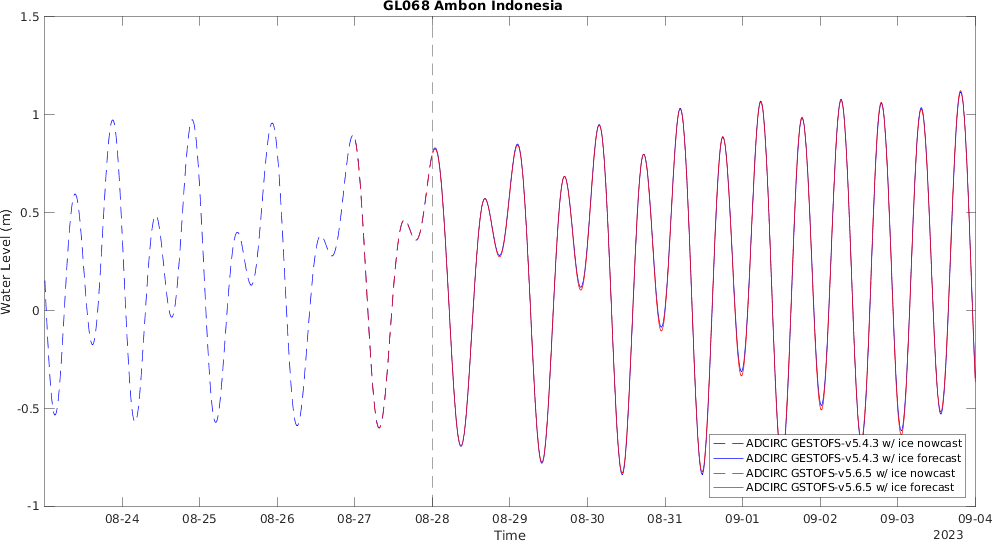 GL068 Ambon Indonesia
1.5
1
0.5
0
-0.5
-1
Water Level (m)
ADCIRC GESTOFS-v5.4.3 w/ ice nowcast
ADCIRC GESTOFS-v5.4.3 w/ ice forecast
ADCIRC GSTOFS-v5.6.5 w/ ice nowcast
ADCIRC GSTOFS-v5.6.5 w/ ice forecast
08-24 08-25 08-26 08-27 08-28 08-29 08-30 08-31 09-01 09-02 09-03 09-04
Time
2023